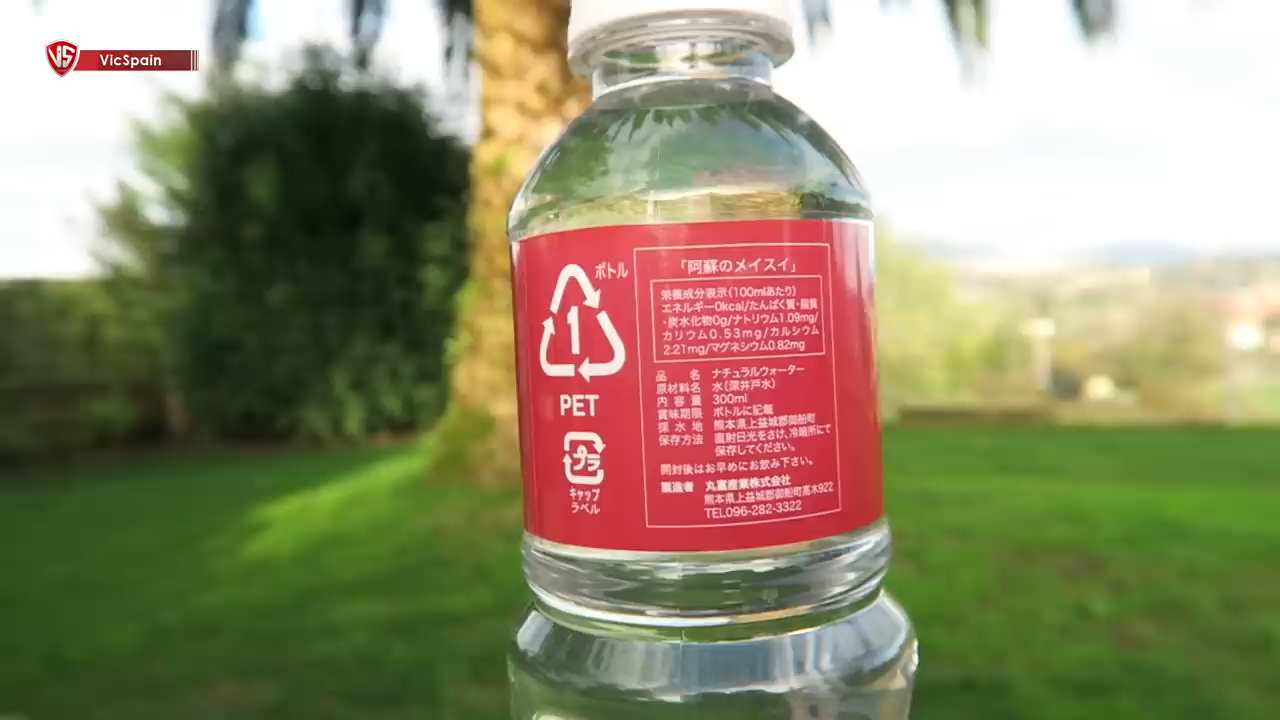 VS VicSpain
ボトル
1
PET
プラ
キャップ
ラベル
「阿蘇のメイスイ」
栄養成分表示(100mlあたり)
エネルギー0kcal/たんぱく質・脂質
・炭水化物0g/ナトリウム1.09mg/
カリウム0.53mg/カルシウム
2.21mg/マグネシウム0.82mg
品名 ナチュラルウォーター
原材料名 水(深井戸水)
内容量 300ml
賞味期限 ボトルに記載
採水地 熊本県上益城郡御船町
保存方法 直射日光をさけ、冷暗所にて
保存してください。
開封後はお早めにお飲み下さい。
製造者 丸富産業株式会社
熊本県上益城郡御船町高木922
TEL096-282-3322